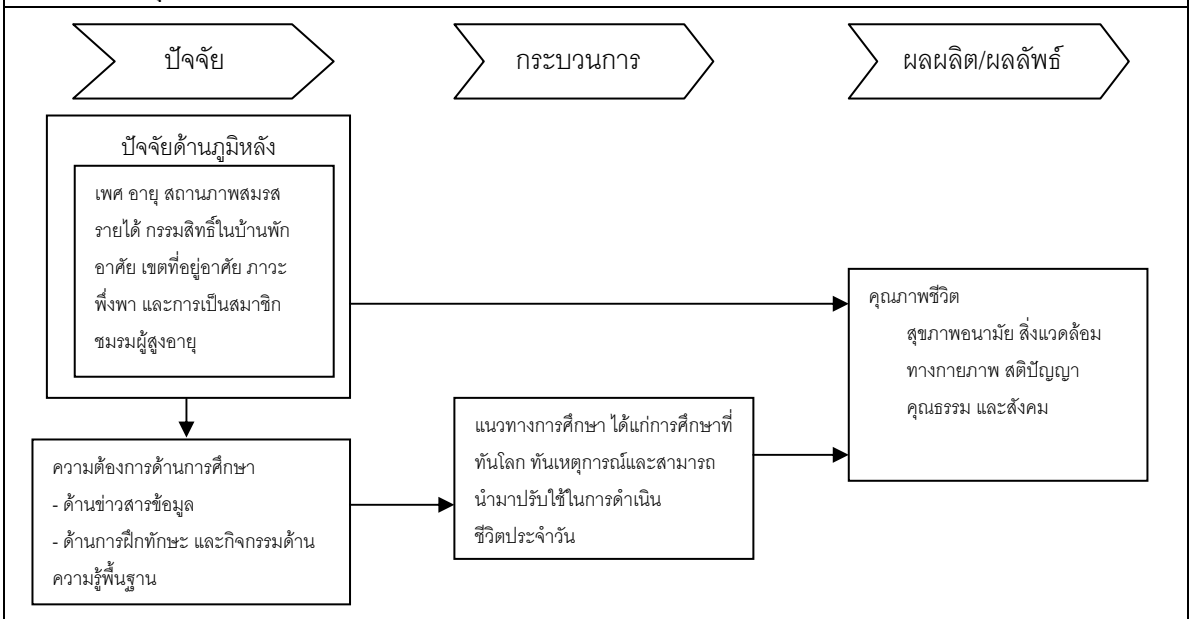 ปัจจัย
กระบวนการ
ผลผลิต/ผลลัพธ์
ปัจจัยด้านภูมิหลัง
เพศ อายุ สถานภาพสมรส
รายได้ กรรมสิทธิ์ในบ้านพัก
อาศัย เขตที่อยู่อาศัย ภาวะ
พึ่งพา และการเป็นสมาชิก
ชมรมผู้สูงอายุ
ความต้องการด้านการศึกษา
- ด้านข่าวสารข้อมูล
- ด้านการฝึกทักษะ และกิจกรรมด้าน
ความรู้พื้นฐาน
แนวทางการศึกษา ได้แก่การศึกษาที่
ทันโลก ทันเหตุการณ์และสามารถ
นำมาปรับใช้ในการดำเนิน
ชีวิตประจำวัน
คุณภาพชีวิต
สุขภาพอนามัย สิ่งแวดล้อม
ทางกายภาพ สติปัญญา
คุณธรรม และสังคม